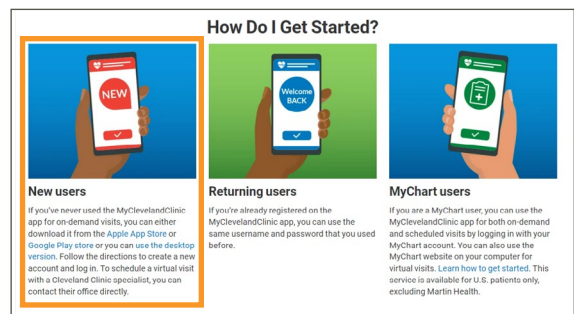 How Do I Get Started?
NEW
Welcome
BACK
New users
If you've never used the MyClevelandClinic
app for on-demand visits, you can either
download it from the Apple App Store or
Google Play store or you can use the desktop
version. Follow the directions to create a new
account and log in. To schedule a virtual visit
with a Cleveland Clinic specialist, you can
contact their office directly.
Returning users
If you're already registered on the
MyClevelandClinic app, you can use the
same username and password that you used
before.
MyChart users
If you are a MyChart user, you can use the
MyClevelandClinic app for both on-demand
and scheduled visits by logging in with your
MyChart account. You can also use the
MyChart website on your computer for
virtual visits. Learn how to get started. This
service is available for U.S. patients only,
excluding Martin Health.